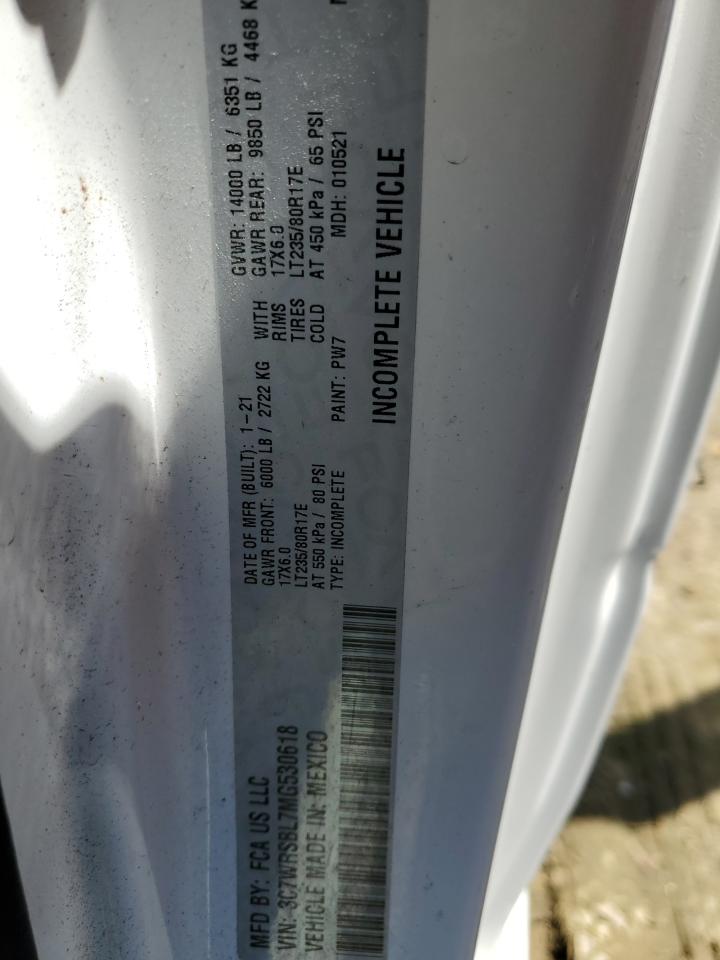 MFD BY: FCA US LLC
DATE OF MFR (BUILT): 1-21
GVWR: 14000 LB / 6351 KG
GAWR FRONT: 6000 LB / 2722 KG
WITH
GAWR REAR: 9850 LB / 4468 K
17X6.0
RIMS
17X6.0
LT235/80R17E
TIRES
LT235/80R17E
AT 550 kPa / 80 PSI
COLD
AT 450 kPa / 65 PSI
VIN: 3C7WRSBL7MG530618
TYPE: INCOMPLETE
PAINT: PW7
MDH: 010521
VEHICLE MADE IN: MEXICO
INCOMPLETE VEHICLE